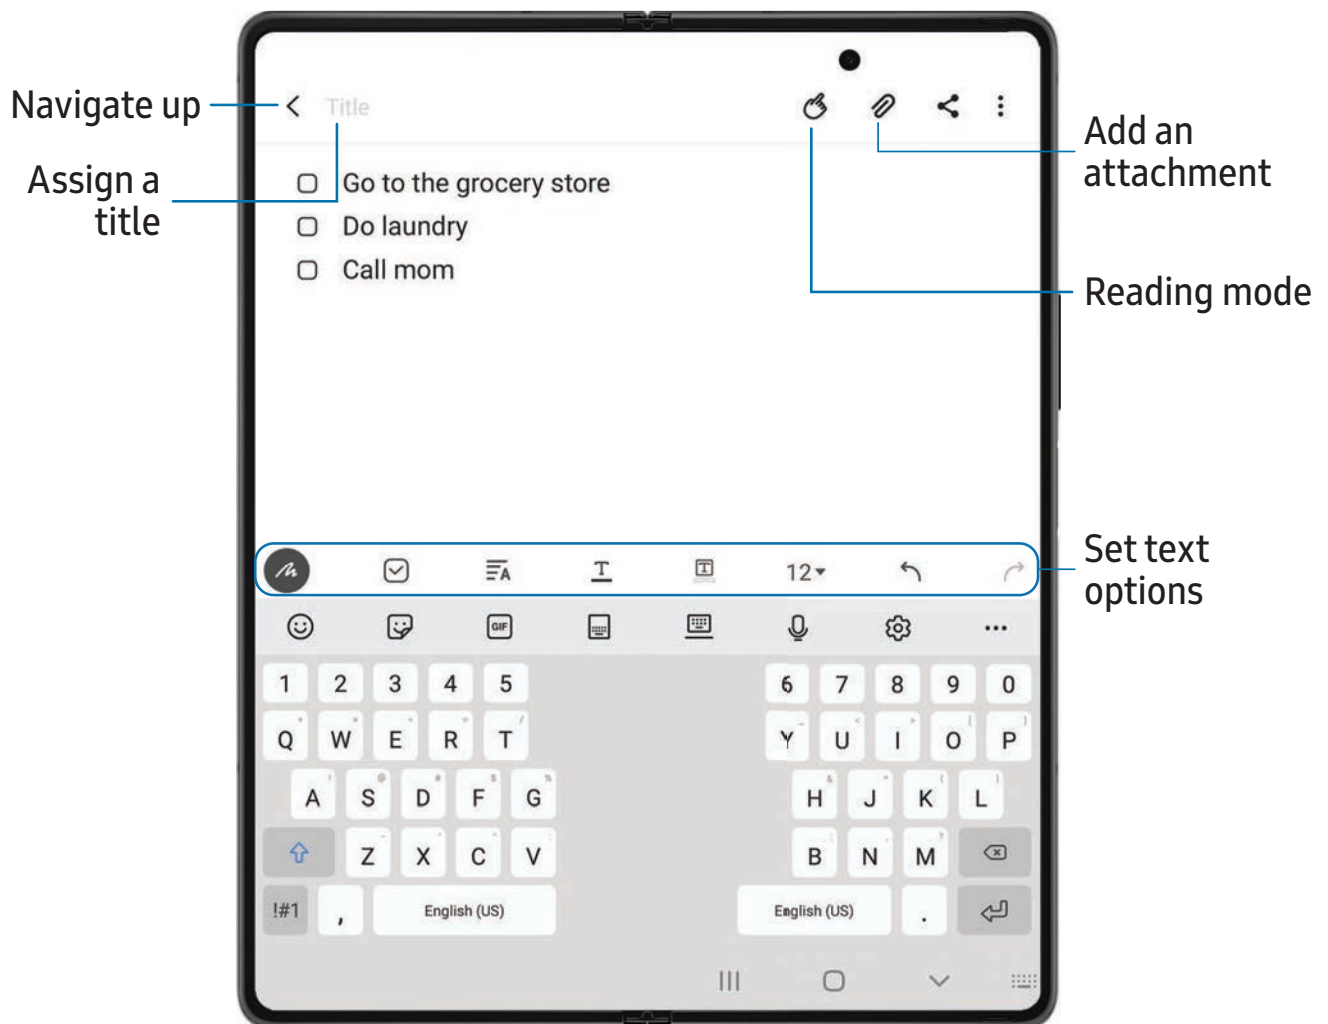 Navigate up
Title
Add an
attachment
Assign a
title
Go to the grocery store
Do laundry
Call mom
Reading mode
Set text
options
A
T
T
12
GIF
1 2 3 4 5 6 7 8 9 0
Q W E R T Y U I O P
A S D F G H J K L
Z X C V B N M
!#1 , English (US) English (US) .